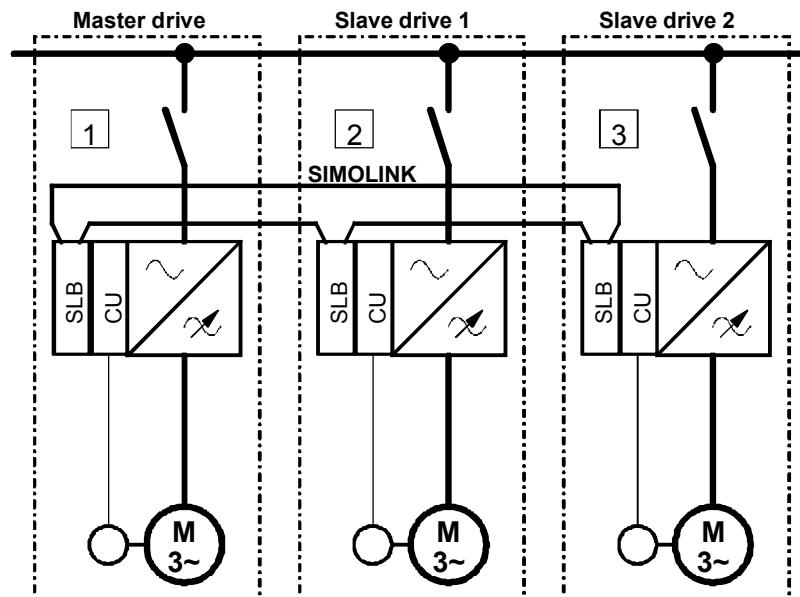 Master drive
Slave drive 1
Slave drive 2
1
2
3
SIMOLINK
SLB
CU
SLB
CU
SLB
CU
M
3~
M
3~
M
3~